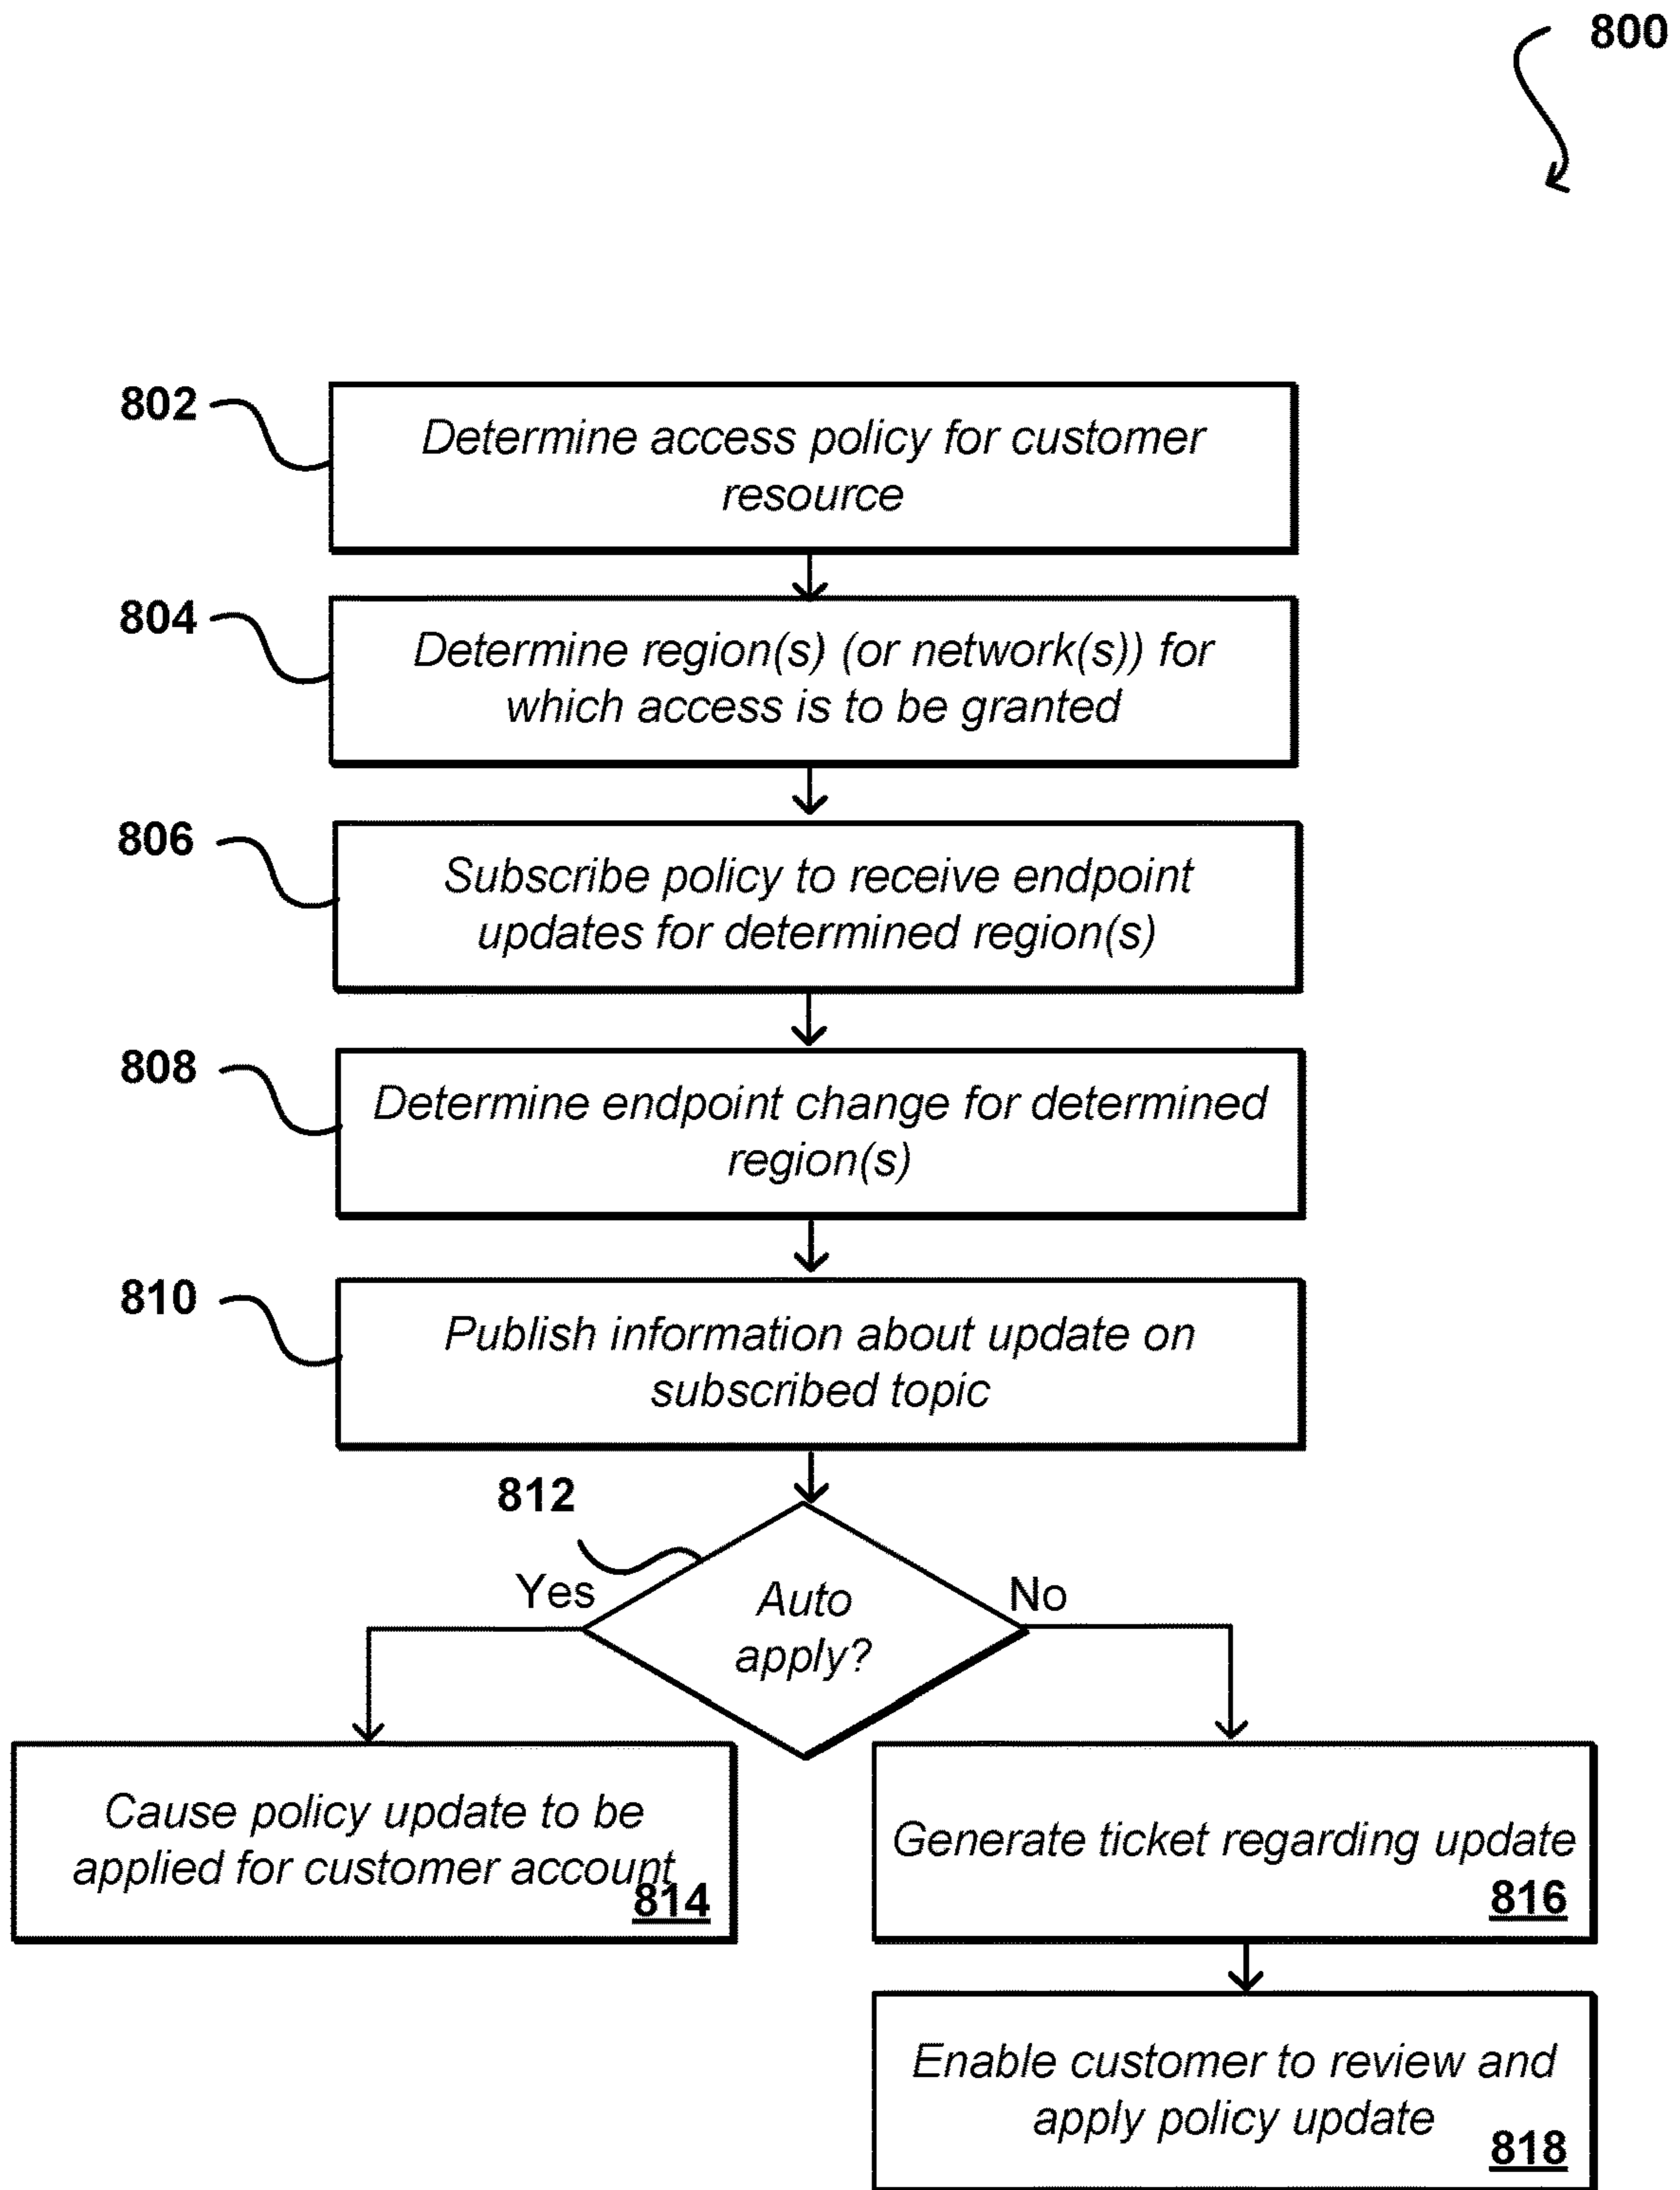 800
802
Determine access policy for customer
resource
804
Determine region(s) (or network(s)) for
which access is to be granted
806
Subscribe policy to receive endpoint
updates for determined region(s)
808
Determine endpoint change for determined
region(s)
810
Publish information about update on
subscribed topic
812
Yes
No
Auto
apply?
Cause policy update to be
applied for customer account
814
Generate ticket regarding update
816
Enable customer to review and
apply policy update
818